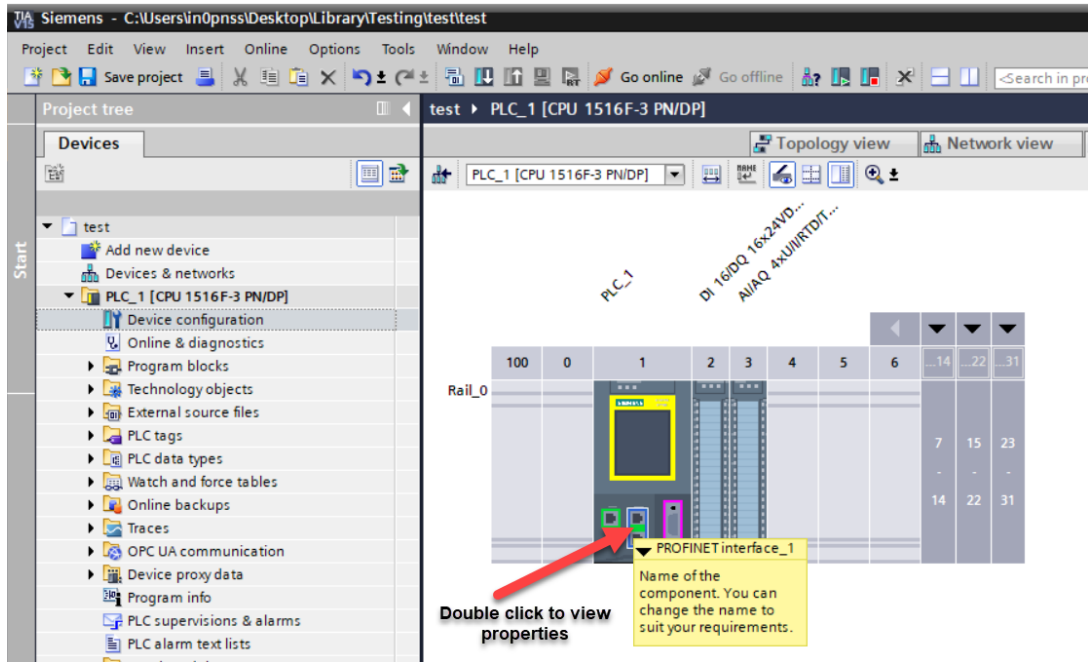 Siemens - C:\Users\in0pnss\Desktop\Library\Testing\test\test
Project Edit View Insert Online Options Tools Window Help
Save project Go online Go offline <Search in pro
Project tree
test PLC_1 [CPU 1516F-3 PN/DP]
Devices
Topology view Network view
PLC_1 [CPU 1516F-3 PN/DP]
Start
test
Add new device
Devices & networks
PLC_1 [CPU 1516F-3 PN/DP]
Device configuration
Online & diagnostics
Program blocks
Technology objects
External source files
PLC tags
PLC data types
Watch and force tables
Online backups
Traces
OPC UA communication
Device proxy data
Program info
PLC supervisions & alarms
PLC alarm text lists
PLC_1
DI 16/DQ 16x24VD...
AI/AQ 4xU/I/RTD/T...
100 0 1 2 3 4 5 6 ...14 ...22 ...31
Rail_0
SIEMENS
7 15 23
- - -
14 22 31
PROFINET interface_1
Name of the
component. You can
change the name to
suit your requirements.
Double click to view
properties